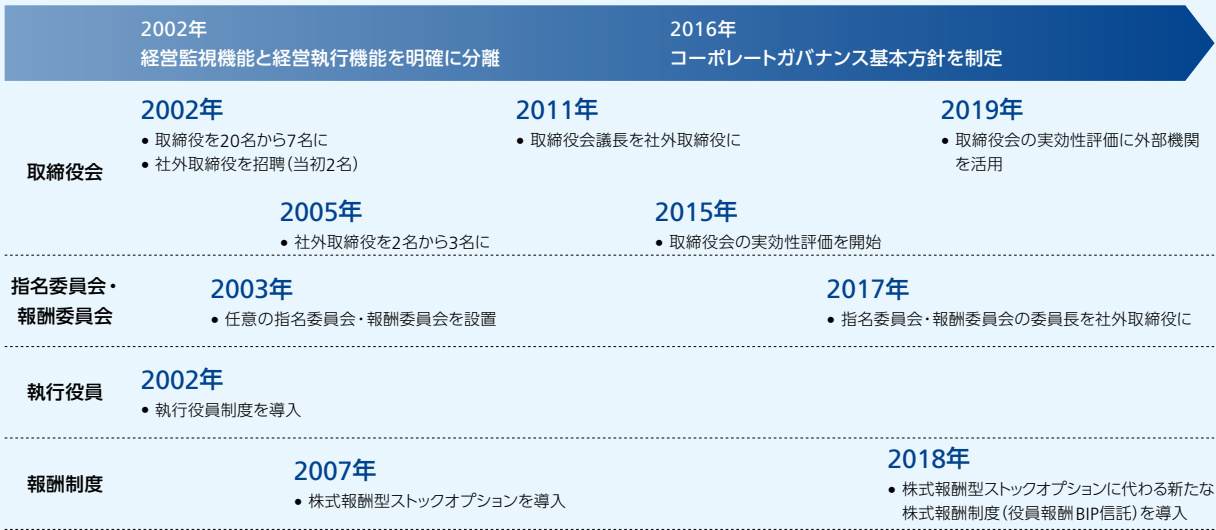 2002年
経営監視機能と経営執行機能を明確に分離
2016年
コーポレートガバナンス基本方針を制定
取締役会
2002年
• 取締役を20名から7名に
• 社外取締役を招聘(当初2名)
2011年
• 取締役会議長を社外取締役に
2019年
• 取締役会の実効性評価に外部機関
を活用
2005年
• 社外取締役を2名から3名に
2015年
• 取締役会の実効性評価を開始
指名委員会・
報酬委員会
2003年
• 任意の指名委員会・報酬委員会を設置
2017年
• 指名委員会・報酬委員会の委員長を社外取締役に
執行役員
2002年
• 執行役員制度を導入
報酬制度
2007年
• 株式報酬型ストックオプションを導入
2018年
• 株式報酬型ストックオプションに代わる新たな
株式報酬制度(役員報酬BIP信託)を導入